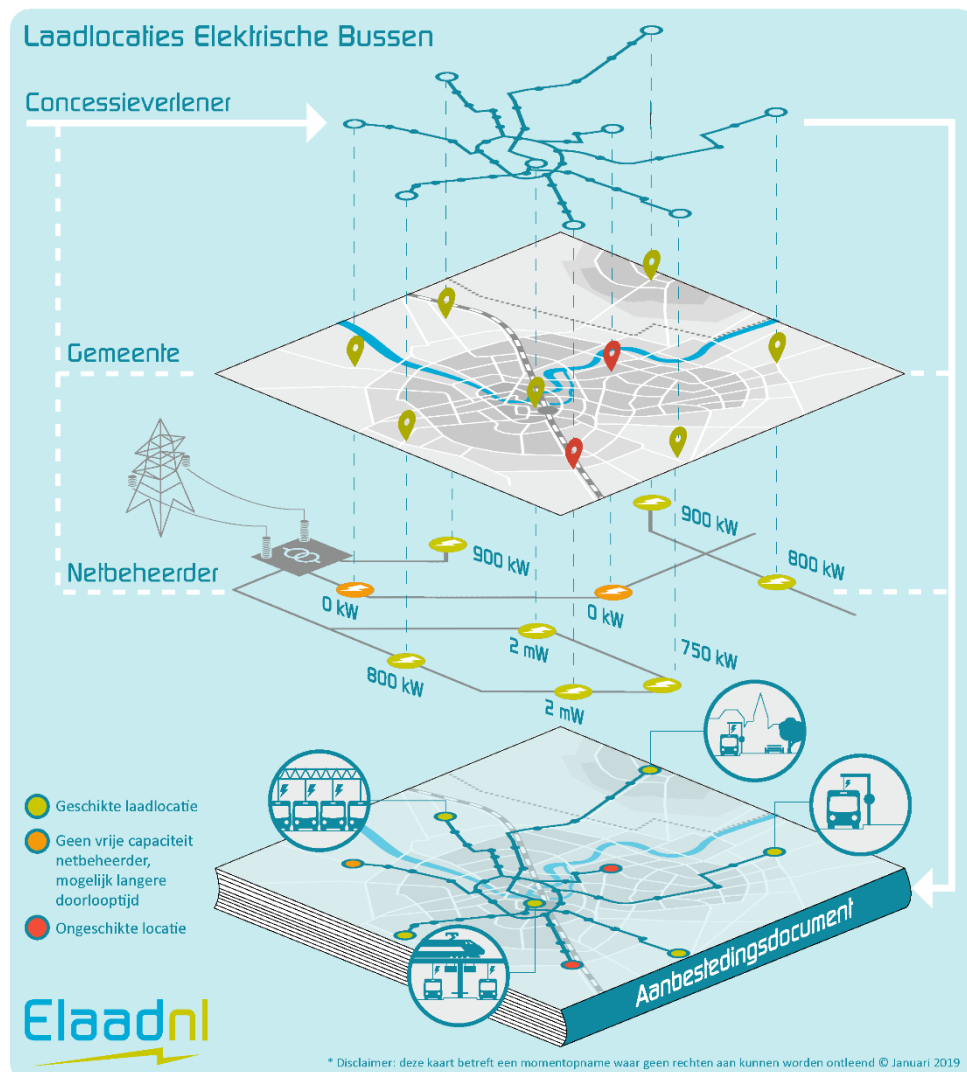 Laadlocaties Elektrische Bussen
Concessieverlener
Gemeente
Netbeheerder
900 kW
900 kW
800 kW
0 kW
0 kW
2 mW
750 kW
800 kW
2 mW
Geschikte laadlocatie
Geen vrije capaciteit
netbeheerder,
mogelijk langere
doorlooptijd
Ongeschikte locatie
Aanbestedingsdocument
Elaadnl
* Disclaimer: deze kaart betreft een momentopname waar geen rechten aan kunnen worden ontleend © Januari 2019